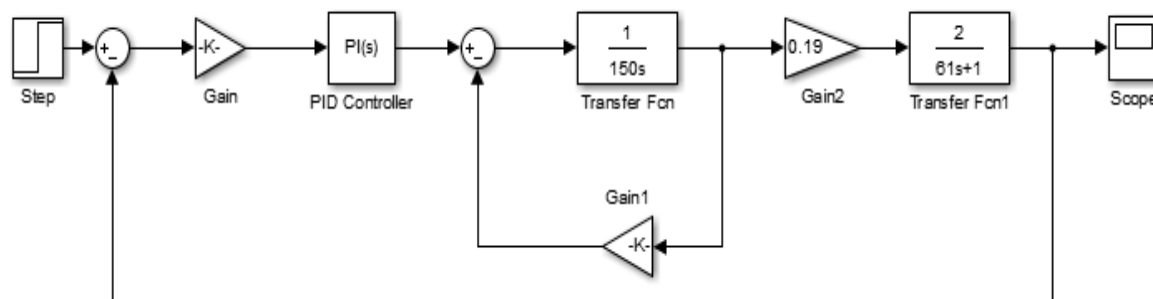 +
−
-K-
PI(s)
+
−
1
150s
0.19
2
61s+1
Step
Gain
PID Controller
Transfer Fcn
Gain2
Transfer Fcn1
Scope
Gain1
-K-